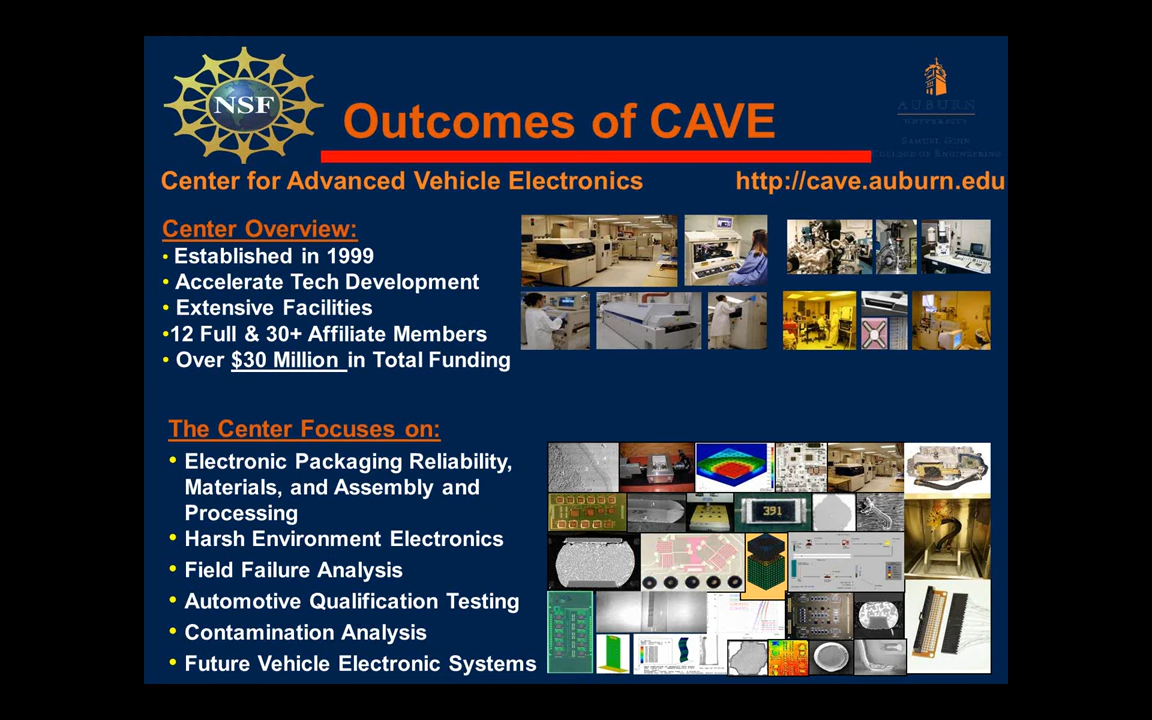 NSF
Outcomes of CAVE
AUBURN
UNIVERSITY
SAMUEL GINN
COLLEGE OF ENGINEERING
Center for Advanced Vehicle Electronics
http://cave.auburn.edu
Center Overview:
• Established in 1999
• Accelerate Tech Development
• Extensive Facilities
•12 Full & 30+ Affiliate Members
• Over $30 Million in Total Funding
The Center Focuses on:
• Electronic Packaging Reliability,
Materials, and Assembly and
Processing
• Harsh Environment Electronics
• Field Failure Analysis
• Automotive Qualification Testing
• Contamination Analysis
• Future Vehicle Electronic Systems
391